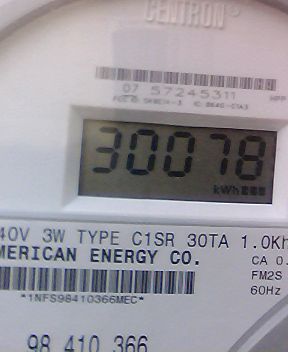 CENTRON®
07 57245311
30078
kWh
40V 3W TYPE C1SR 30TA 1.0Kh
MERICAN ENERGY CO.
CA 0.
FM2S
60Hz
*1NFS98410366MEC*
98 410 366